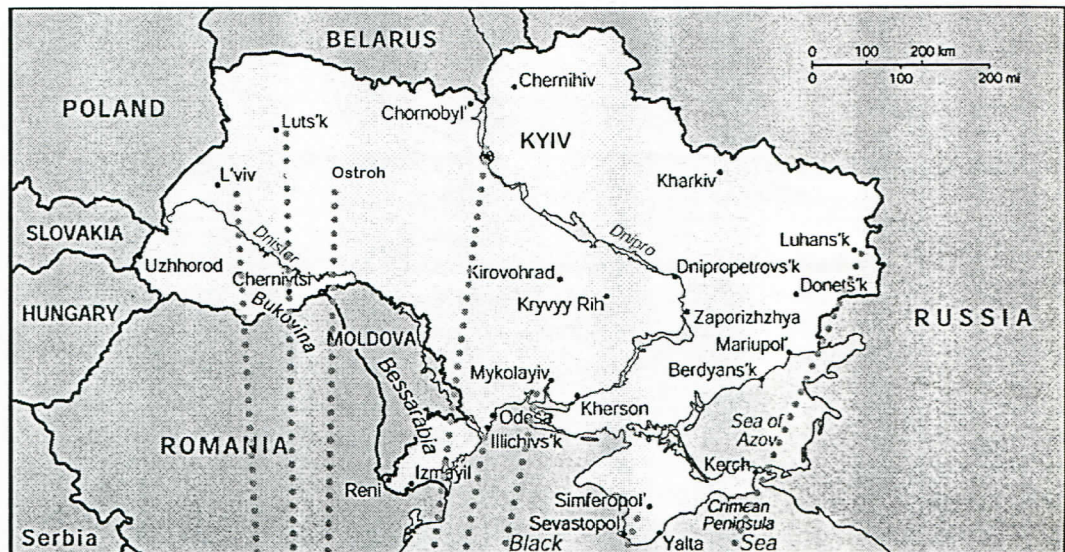 BELARUS
0 100 200 km
0 100 200 mi
Chernihiv
POLAND
Chornobyl'
Luts'k
KYIV
L'viv
Ostroh
Kharkiv
SLOVAKIA
Dnister
Dnipro
Luhans'k
Uzhhorod
Chernivtsi
Kirovohrad
Dnipropetrovs'k
Donets'k
HUNGARY
Bukovina
Kryvyy Rih
MOLDOVA
Zaporizhzhya
RUSSIA
Mariupol'
Bessarabia
Mykolayiv
Berdyans'k
Kherson
Odesa
Sea of
Azov
ROMANIA
Illichivs'k
Kerch
Reni
Izmayil
Simferopol'
Crimean
Peninsula
Serbia
Sevastopol'
Yalta
Black
Sea